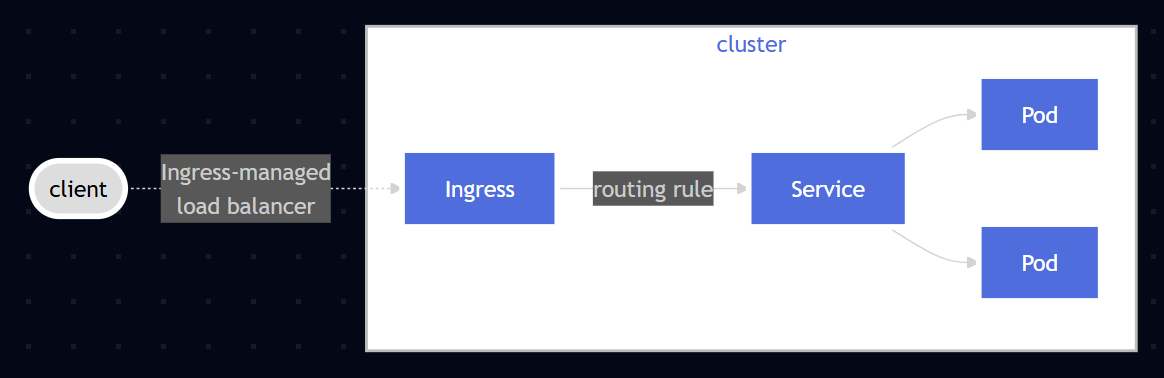 cluster
client
Ingress-managed
load balancer
Ingress
routing rule
Service
Pod
Pod